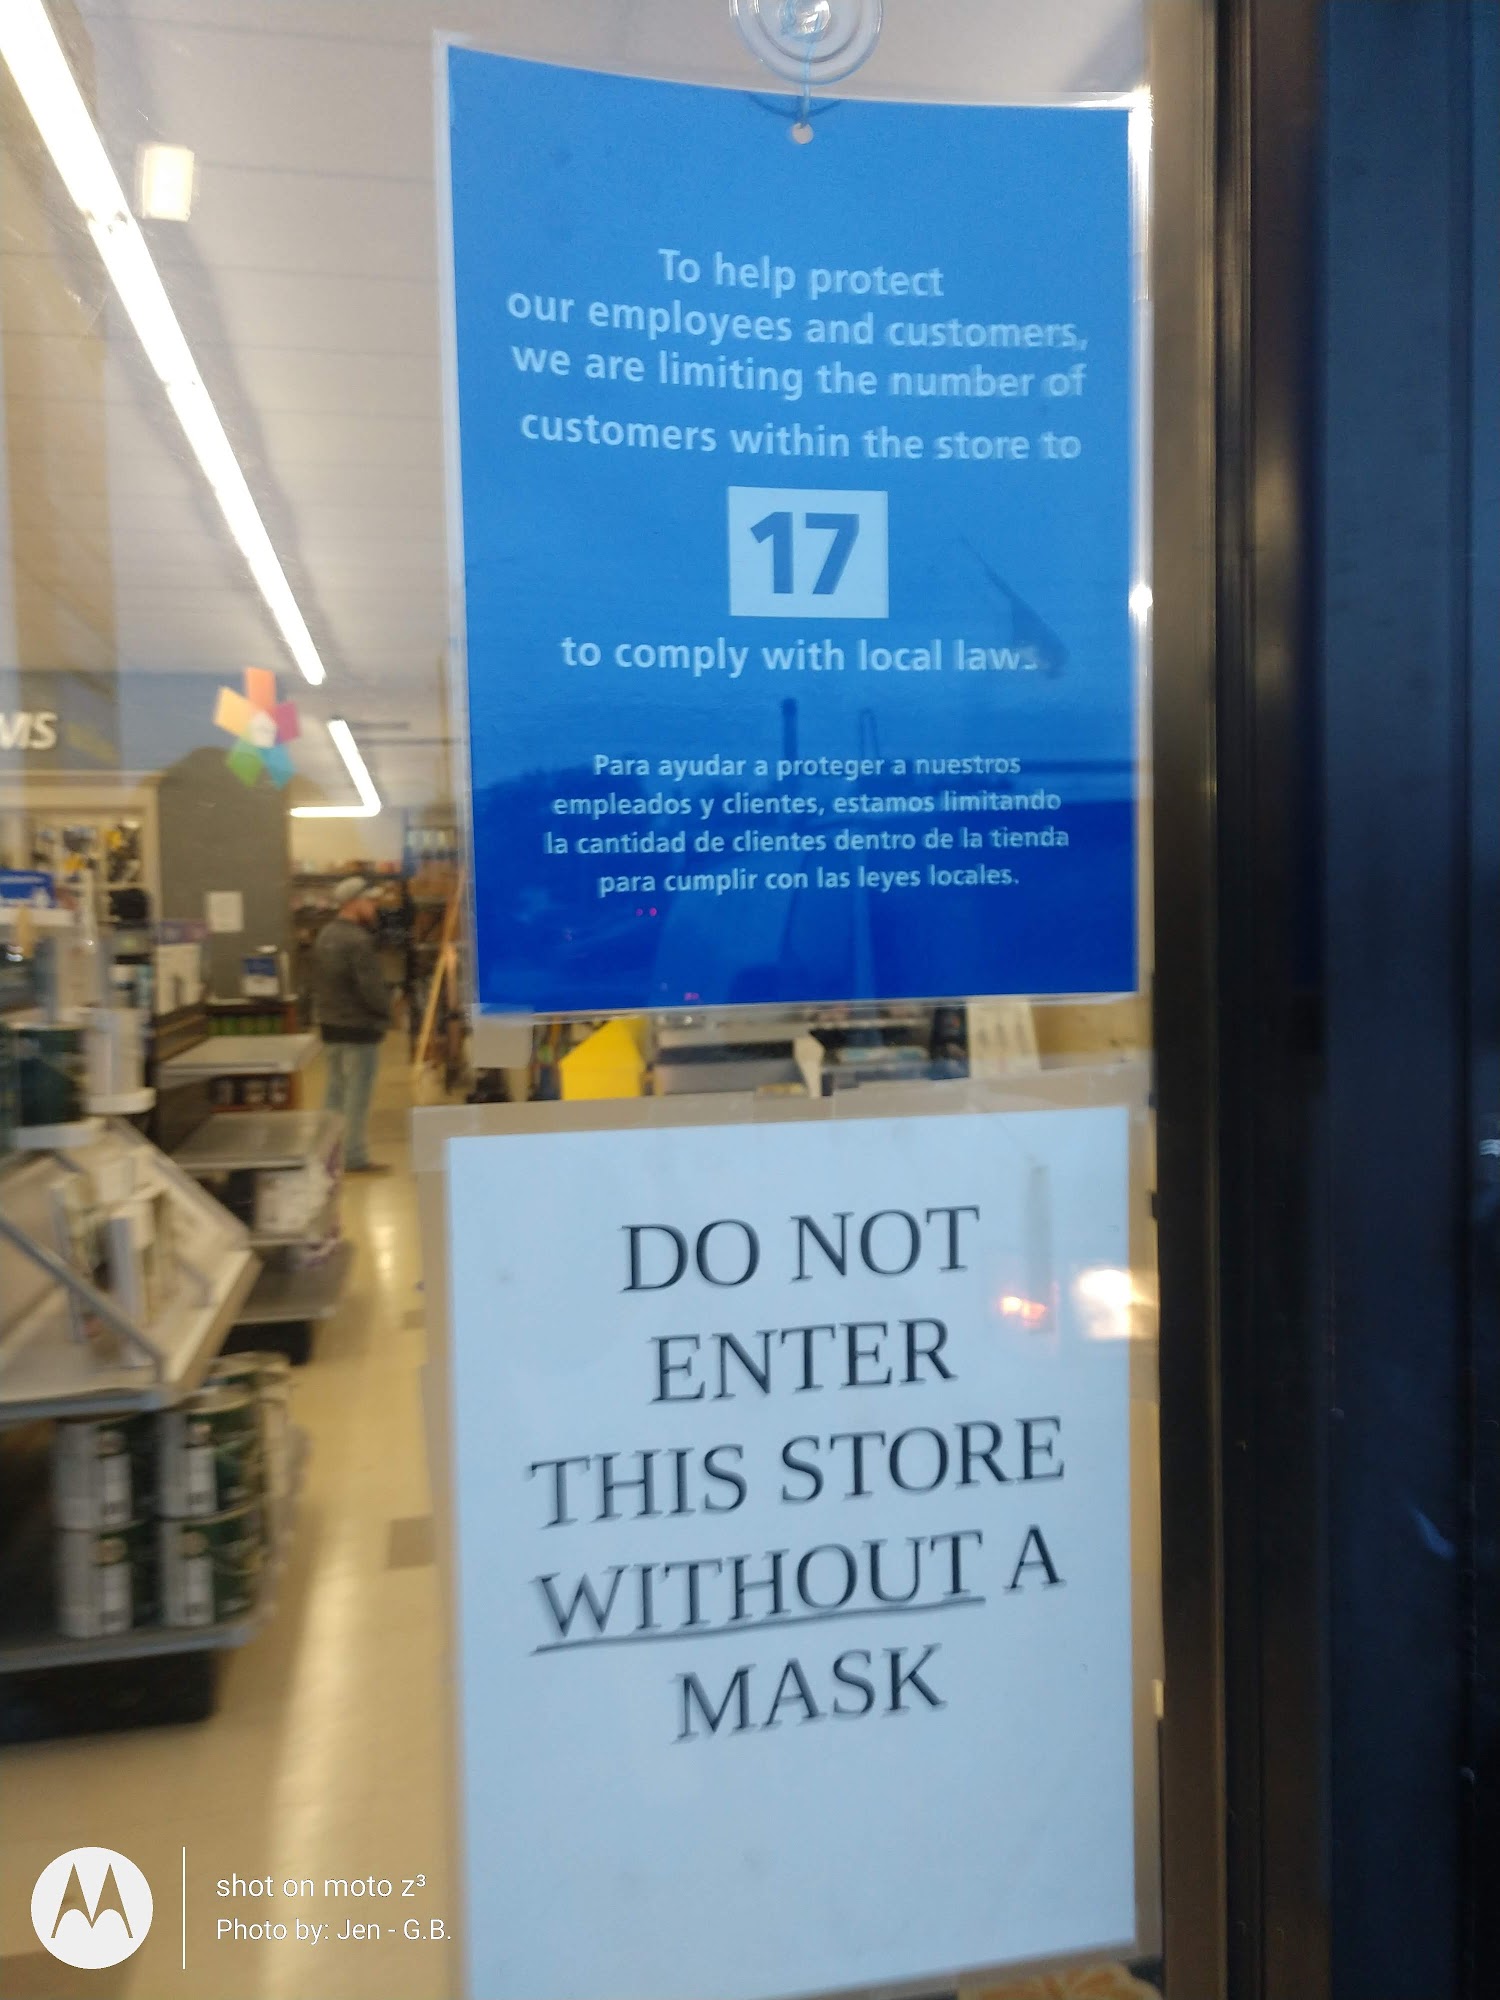 To help protect
our employees and customers,
we are limiting the number of
customers within the store to
17
to comply with local laws
Para ayudar a proteger a nuestros
empleados y clientes, estamos limitando
la cantidad de clientes dentro de la tienda
para cumplir con las leyes locales.
MS
DO NOT
ENTER
THIS STORE
WITHOUT A
MASK
shot on moto z³
Photo by: Jen - G.B.